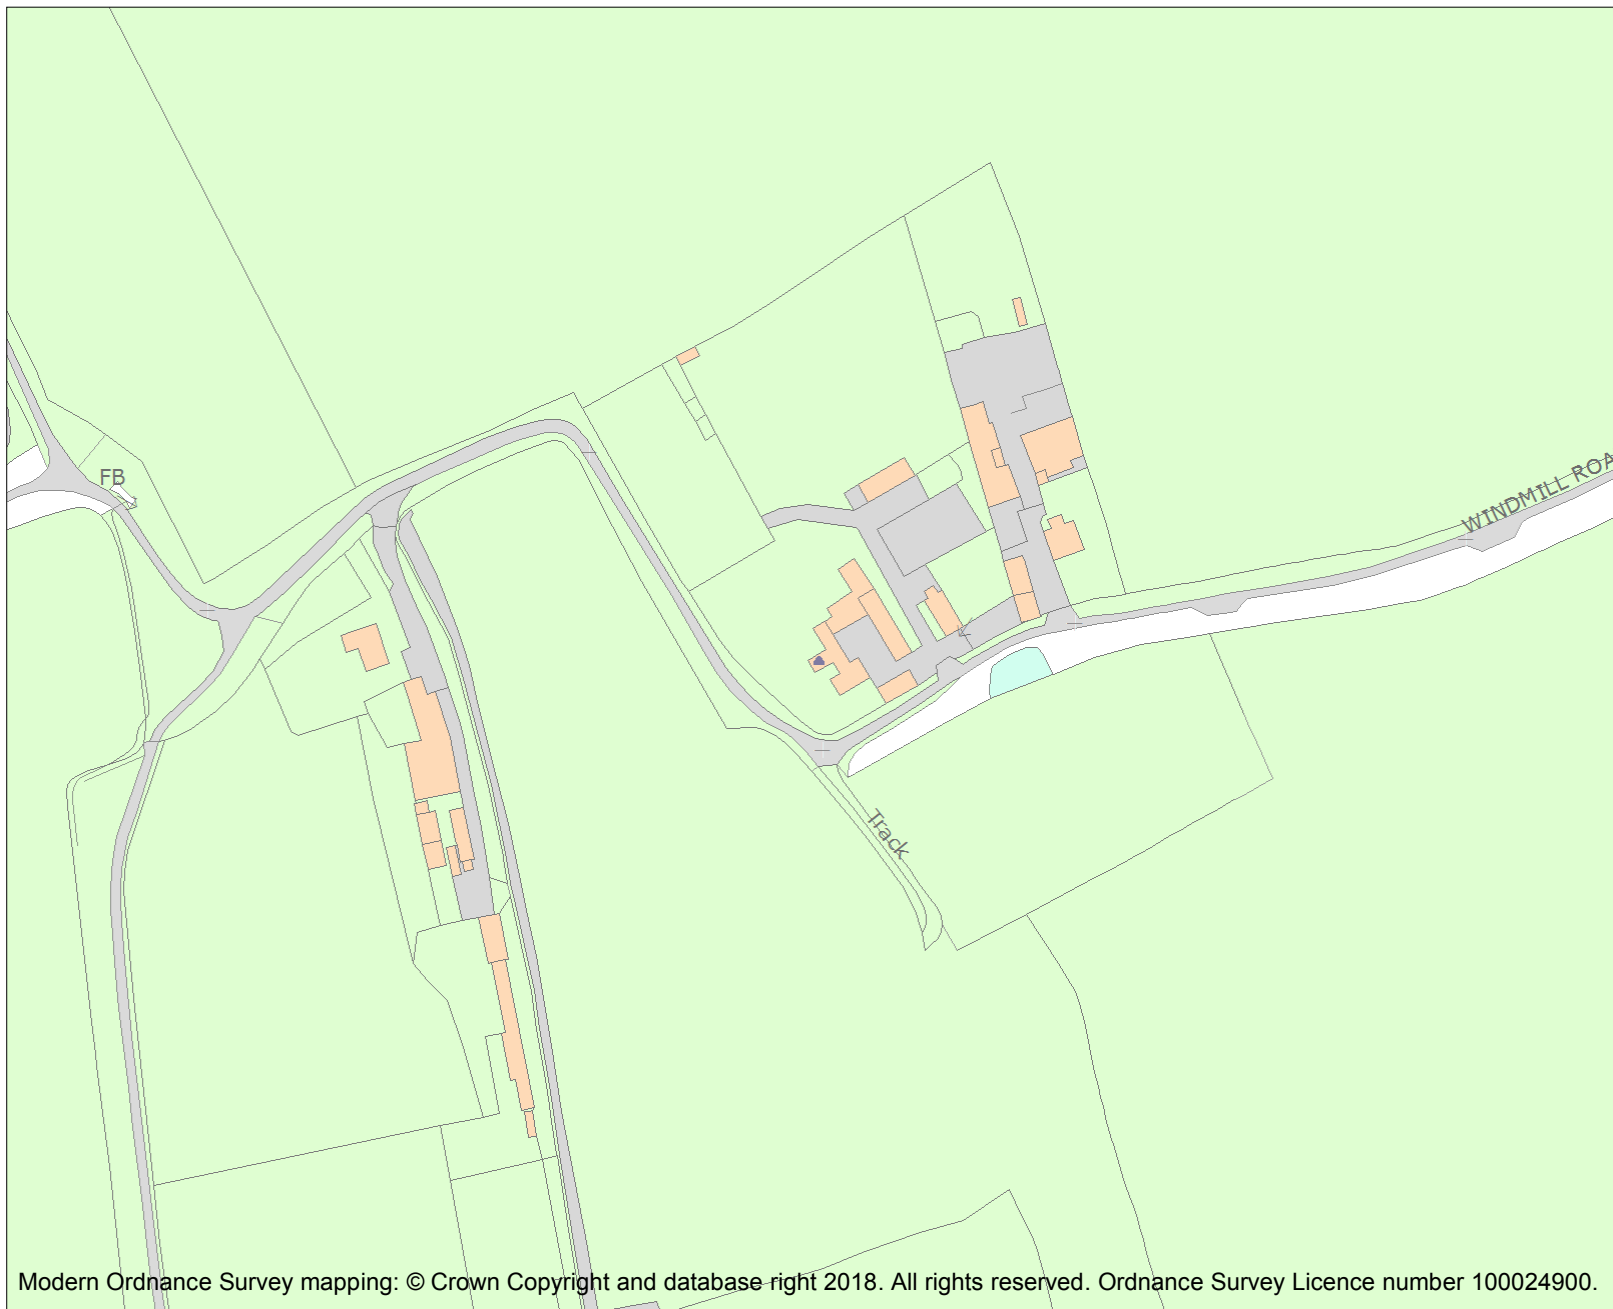 FB
WINDMILL ROA
Track
Modern Ordnance Survey mapping: © Crown Copyright and database right 2018. All rights reserved. Ordnance Survey Licence number 100024900.